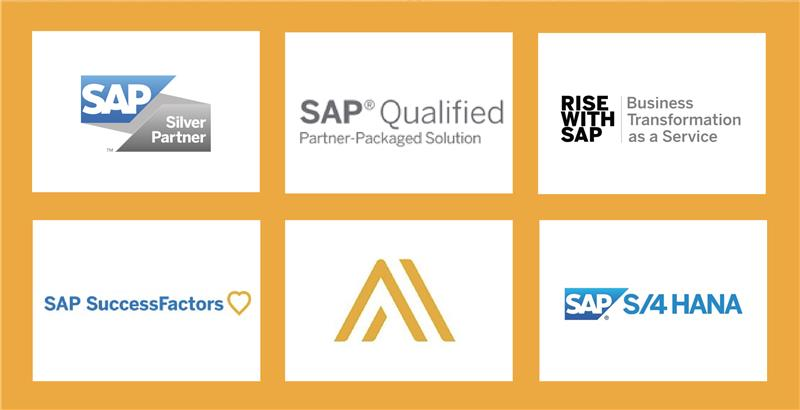 SAP
Silver
Partner
™
SAP® Qualified
Partner-Packaged Solution
RISE
WITH
SAP
Business
Transformation
as a Service
SAP SuccessFactors
SAP® S/4 HANA